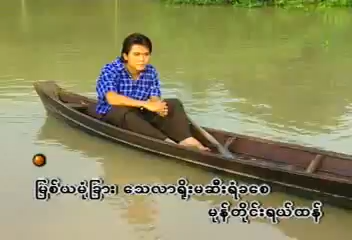 မြစ်ယမုံခြား၊ သေလာရိုးမဆီးရံခစေ
မုန်တိုင်းရယ်ထန်